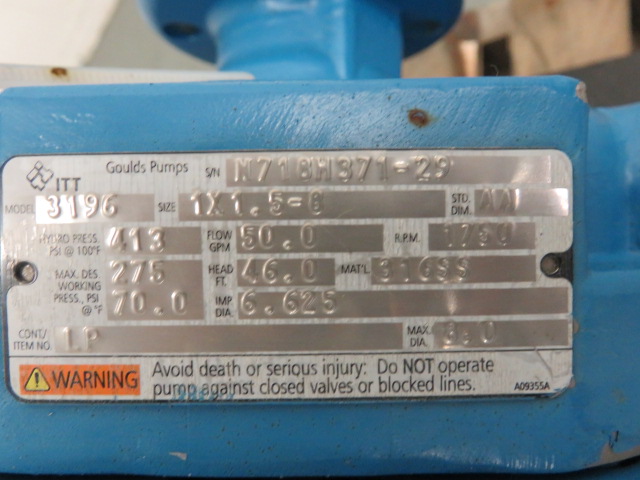 ITT Goulds Pumps S/N N718H371-29
MODEL 3196 SIZE 1X1.5-8 STD. DIM. AA
HYDRO PRESS. PSI @ 100°F 413 FLOW GPM 50.0 R.P.M.
MAX. DES. WORKING PRESS., PSI 275 HEAD FT. 46.0 MAT'L 316SS
@ °F 70.0 IMP DIA. 6.625
CONT/ ITEM NO. LP MAX. DIA. 8.0
WARNING Avoid death or serious injury: Do NOT operate
pump against closed valves or blocked lines.
A09355A